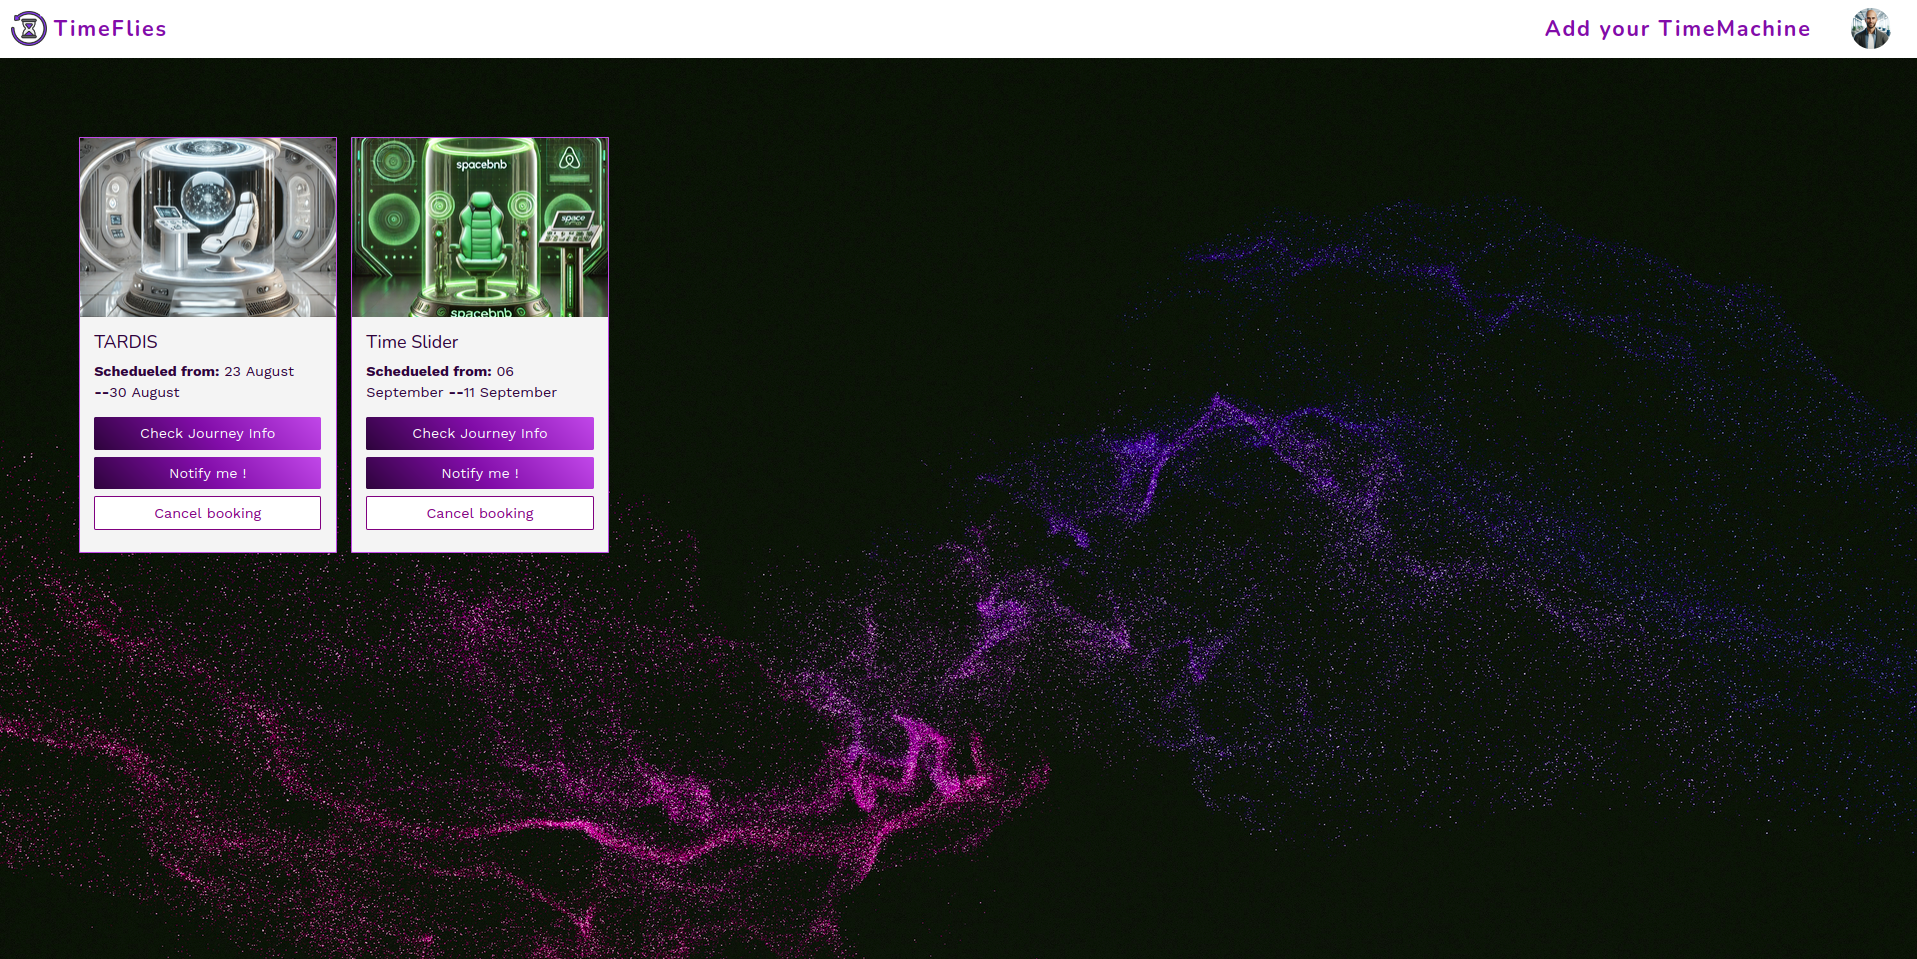 TimeFlies
Add your TimeMachine
spacebnb
space
spacebnb
TARDIS
Schedueled from: 23 August
--30 August
Check Journey Info
Notify me !
Cancel booking
Time Slider
Schedueled from: 06
September --11 September
Check Journey Info
Notify me !
Cancel booking